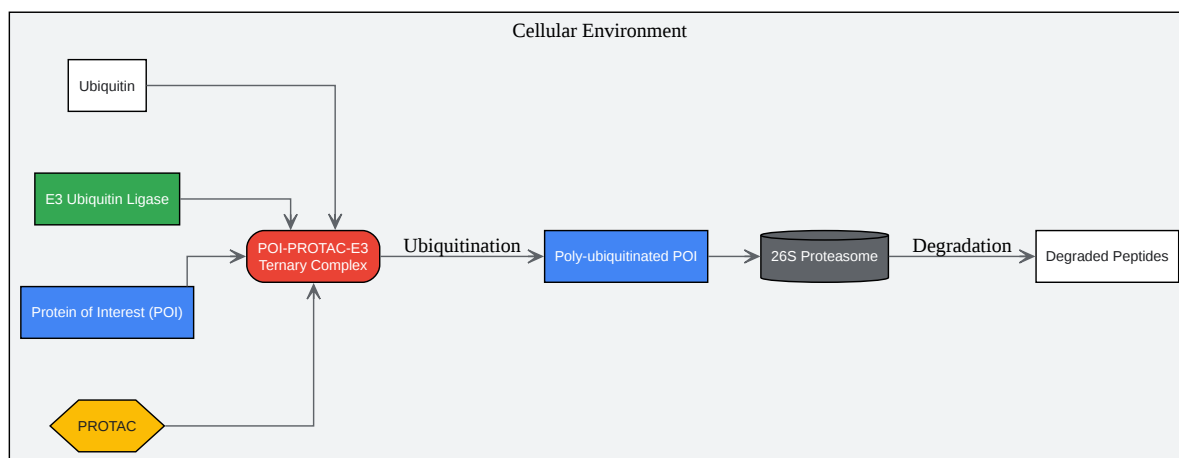 Cellular Environment
Ubiquitin
E3 Ubiquitin Ligase
POI-PROTAC-E3
Ternary Complex
Ubiquitination
Poly-ubiquitinated POI
26S Proteasome
Degradation
Degraded Peptides
Protein of Interest (POI)
PROTAC